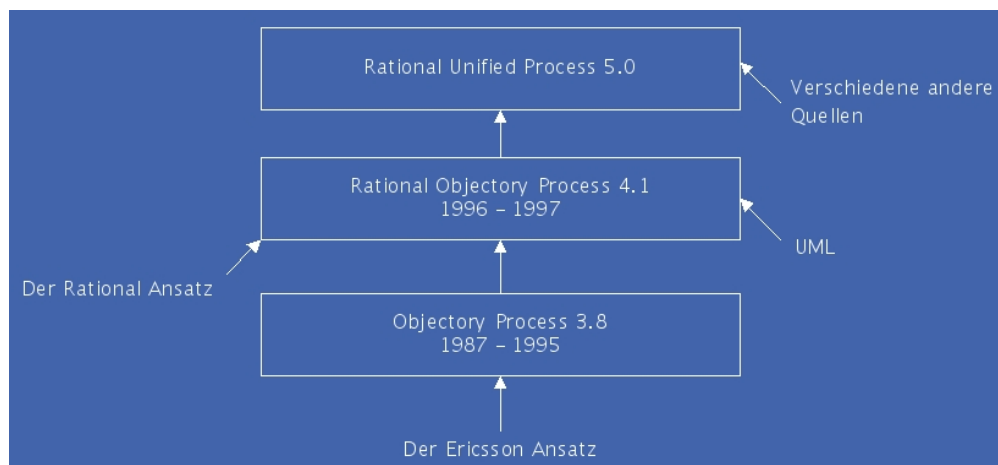 Rational Unified Process 5.0
Verschiedene andere
Quellen
Rational Objectory Process 4.1
1996 – 1997
UML
Der Rational Ansatz
Objectory Process 3.8
1987 – 1995
Der Ericsson Ansatz